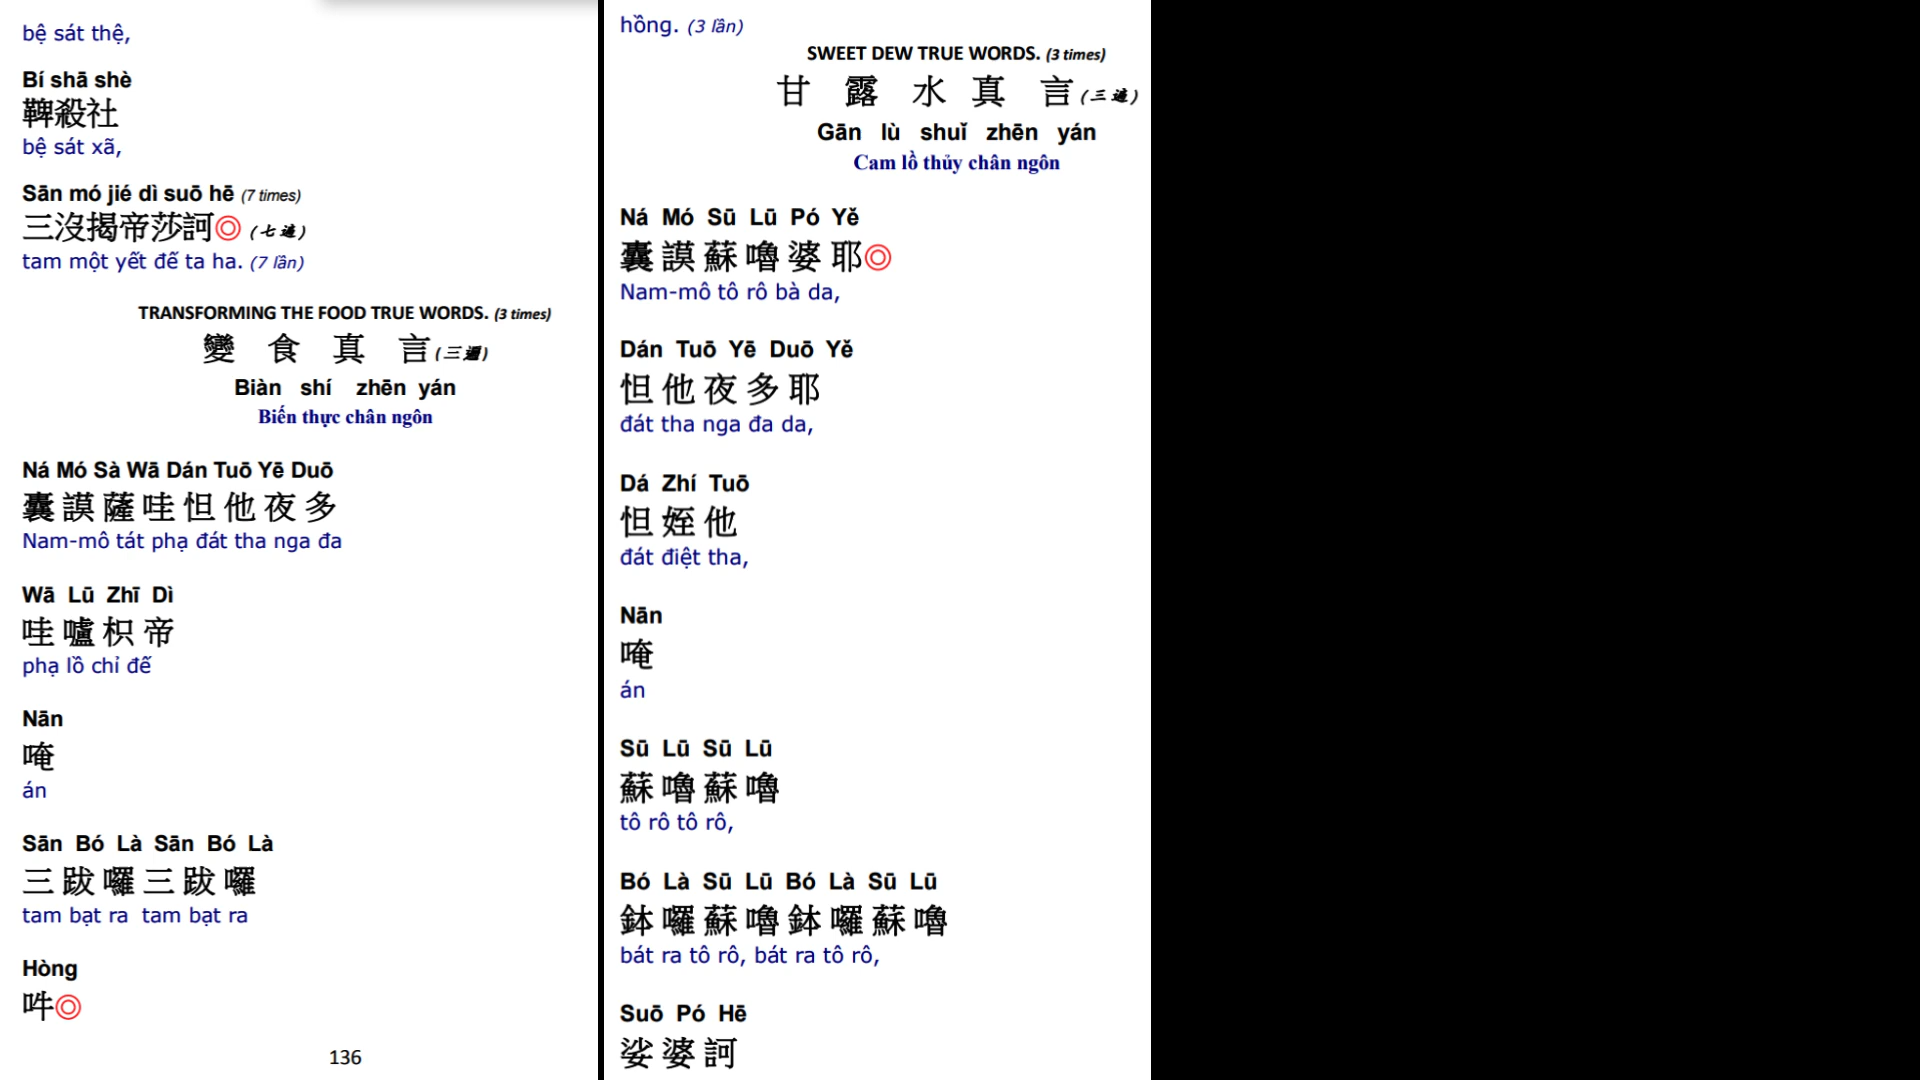 bệ sát thệ,
Bí shā shè
鞞殺社
bệ sát xã,
Sān mó jié dì suō hē (7 times)
三沒揭帝莎訶◎ (七遍)
tam một yết đế ta ha. (7 lần)
TRANSFORMING THE FOOD TRUE WORDS. (3 times)
變 食 真 言 (三遍)
Biàn shí zhēn yán
Biến thực chân ngôn
Ná Mó Sà Wā Dán Tuō Yē Duō
囊謨薩哇怛他夜多
Nam-mô tát phạ đát tha nga đa
Wā Lū Zhī Dì
哇嚧枳帝
phạ lồ chỉ đế
Nān
唵
án
Sān Bó Là Sān Bó Là
三跋囉三跋囉
tam bạt ra tam bạt ra
Hòng
吽◎
136
hồng. (3 lần)
SWEET DEW TRUE WORDS. (3 times)
甘 露 水 真 言 (三遍)
Gān lù shuǐ zhēn yán
Cam lồ thủy chân ngôn
Ná Mó Sū Lū Pó Yě
囊謨蘇嚕婆耶◎
Nam-mô tô rô bà da,
Dán Tuō Yē Duō Yě
怛他夜多耶
đát tha nga đa da,
Dá Zhí Tuō
怛姪他
đát điệt tha,
Nān
唵
án
Sū Lū Sū Lū
蘇嚕蘇嚕
tô rô tô rô,
Bó Là Sū Lū Bó Là Sū Lū
鉢囉蘇嚕鉢囉蘇嚕
bát ra tô rô, bát ra tô rô,
Suō Pó Hē
娑婆訶